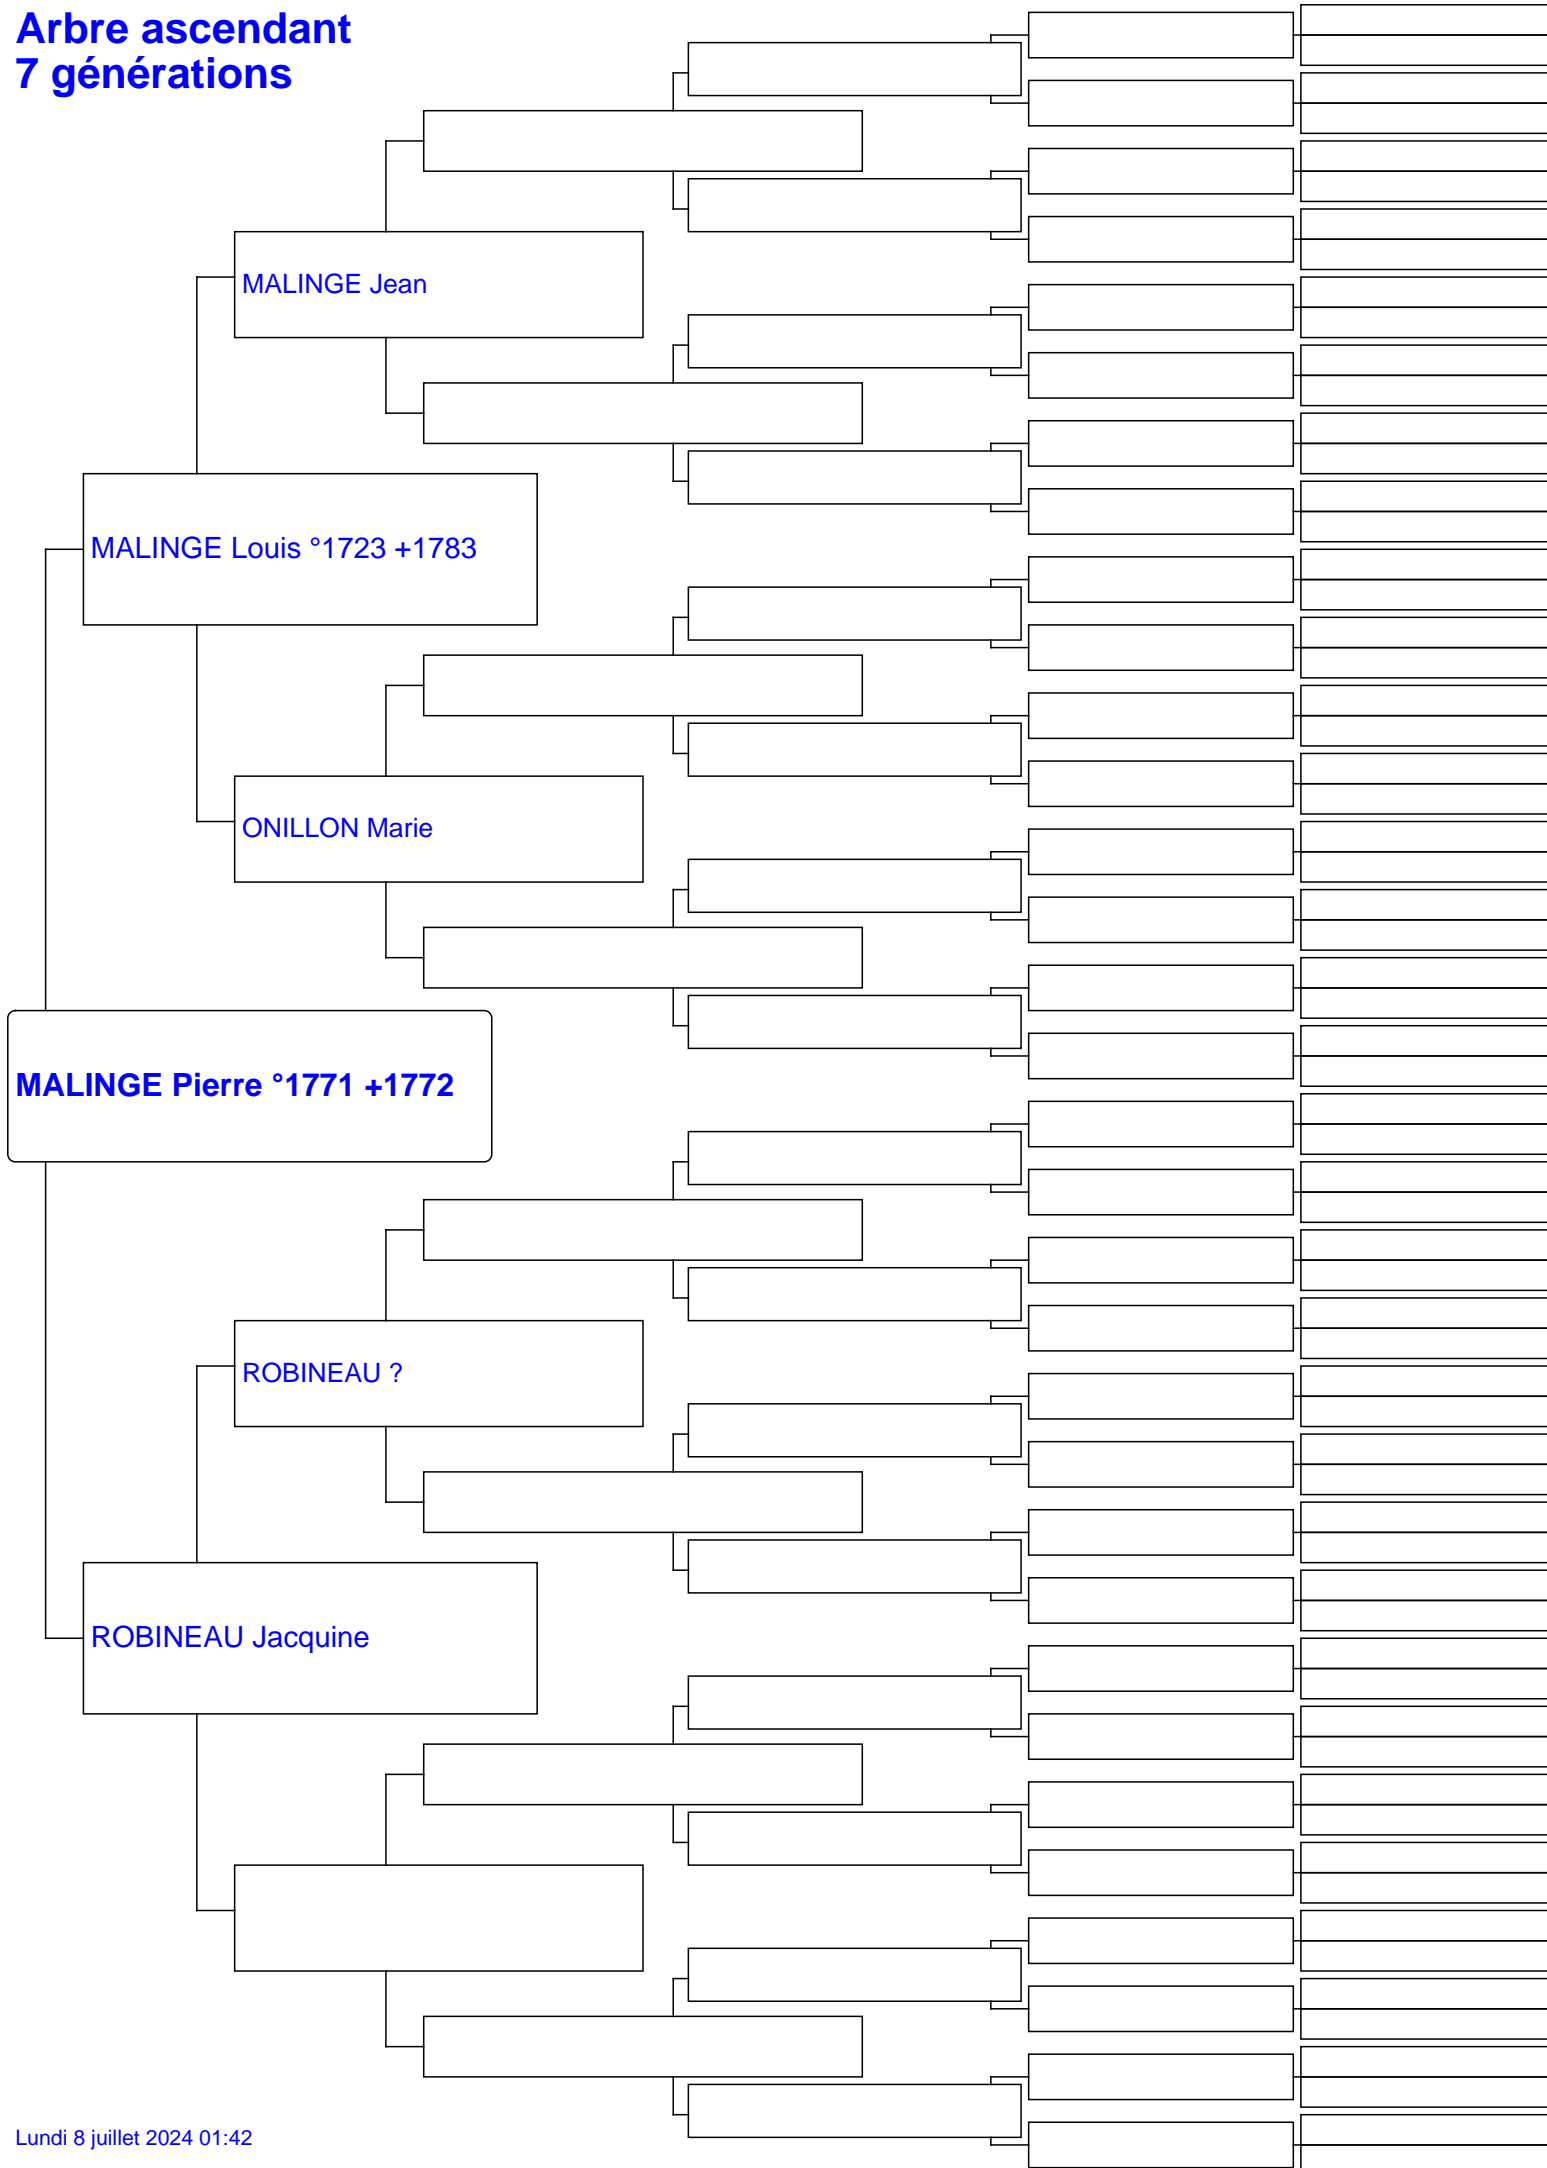 Arbre ascendant
7 générations
MALINGE Jean
MALINGE Louis °1723 +1783
ONILLON Marie
MALINGE Pierre °1771 +1772
ROBINEAU ?
ROBINEAU Jacquine
Lundi 8 juillet 2024 01:42